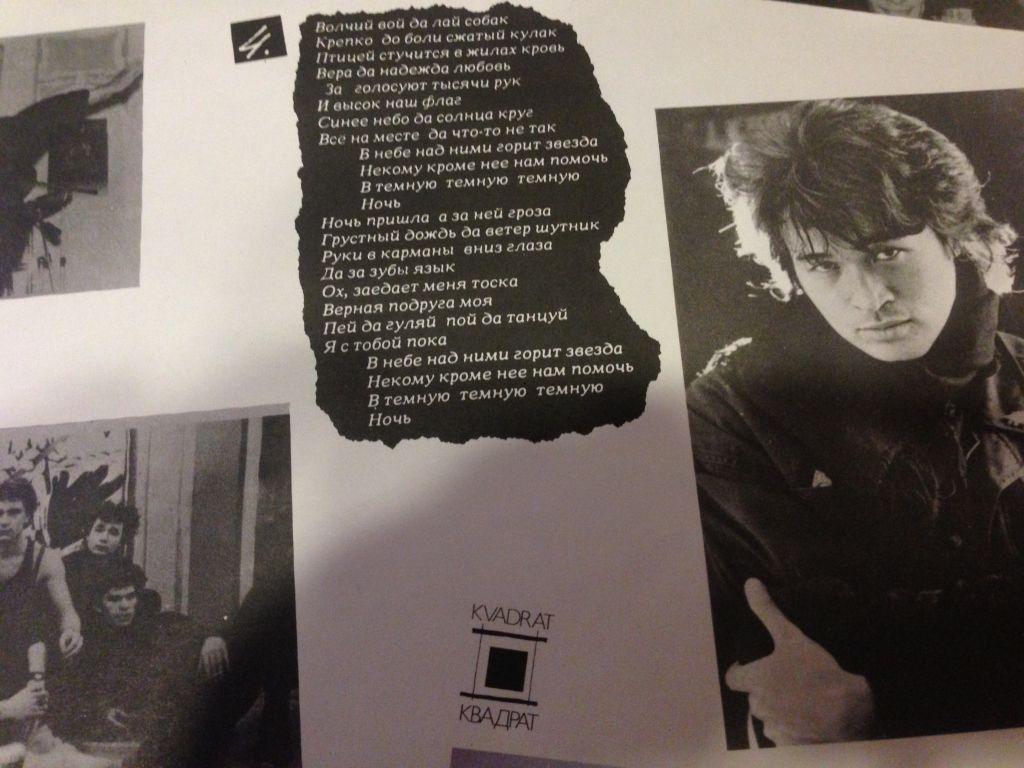 4.
Волчий вой да лай собак
Крепко до боли сжатый кулак
Птицей стучится в жилах кровь
Вера да надежда любовь
За голосуют тысячи рук
И высок наш флаг
Синее небо да солнца круг
Все на месте да что-то не так
В небе над ними горит звезда
Некому кроме нее нам помочь
В темную темную темную
Ночь
Ночь пришла а за ней гроза
Грустный дождь да ветер шутник
Руки в карманы вниз глаза
Да за зубы язык
Ох, заедает меня тоска
Верная подруга моя
Пей да гуляй пой да танцуй
Я с тобой пока
В небе над ними горит звезда
Некому кроме нее нам помочь
В темную темную темную
Ночь
KVADRAT
КВАДРАТ